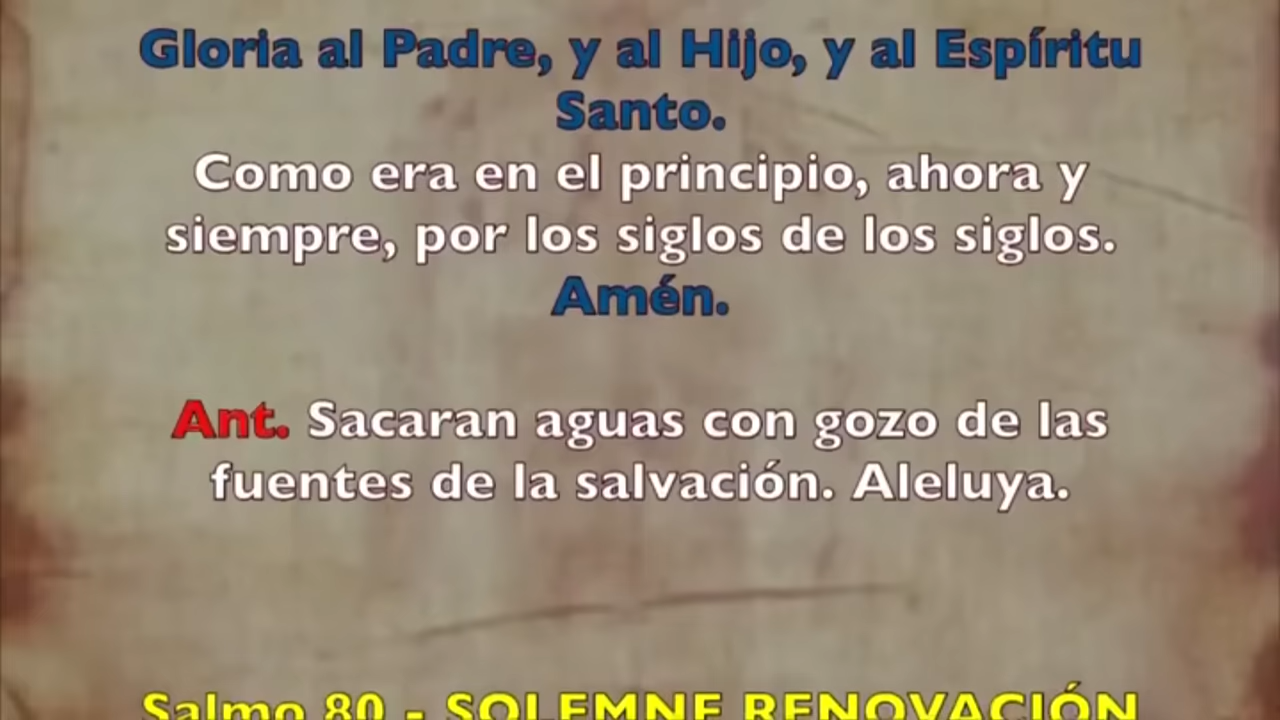 Gloria al Padre, y al Hijo, y al Espíritu
Santo.
Como era en el principio, ahora y
siempre, por los siglos de los siglos.
Amén.
Ant. Sacaran aguas con gozo de las
fuentes de la salvación. Aleluya.
Salmo 80 - SOLEMNE RENOVACIÓN